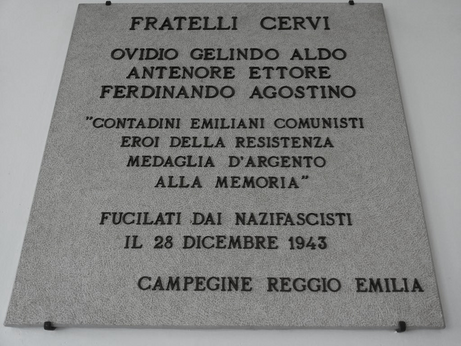 FRATELLI CERVI
OVIDIO GELINDO ALDO
ANTENORE ETTORE
FERDINANDO AGOSTINO
"CONTADINI EMILIANI COMUNISTI
EROI DELLA RESISTENZA
MEDAGLIA D'ARGENTO
ALLA MEMORIA"
FUCILATI DAI NAZIFASCISTI
IL 28 DICEMBRE 1943
CAMPEGINE REGGIO EMILIA